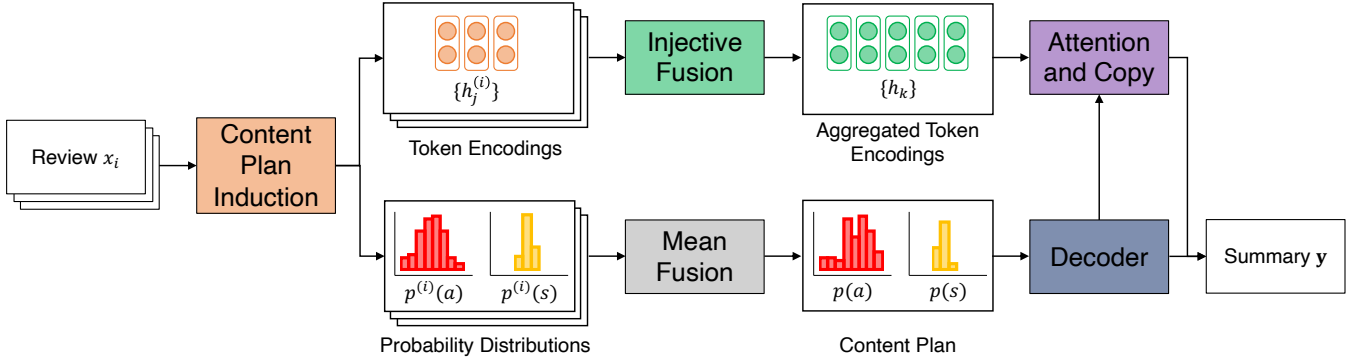 Review x_i
Content
Plan
Induction
{h_j^{(i)}}
Token Encodings
Injective
Fusion
{h_k}
Aggregated Token
Encodings
Attention
and Copy
p^{(i)}(a)
p^{(i)}(s)
Probability Distributions
Mean
Fusion
p(a)
p(s)
Content Plan
Decoder
Summary y